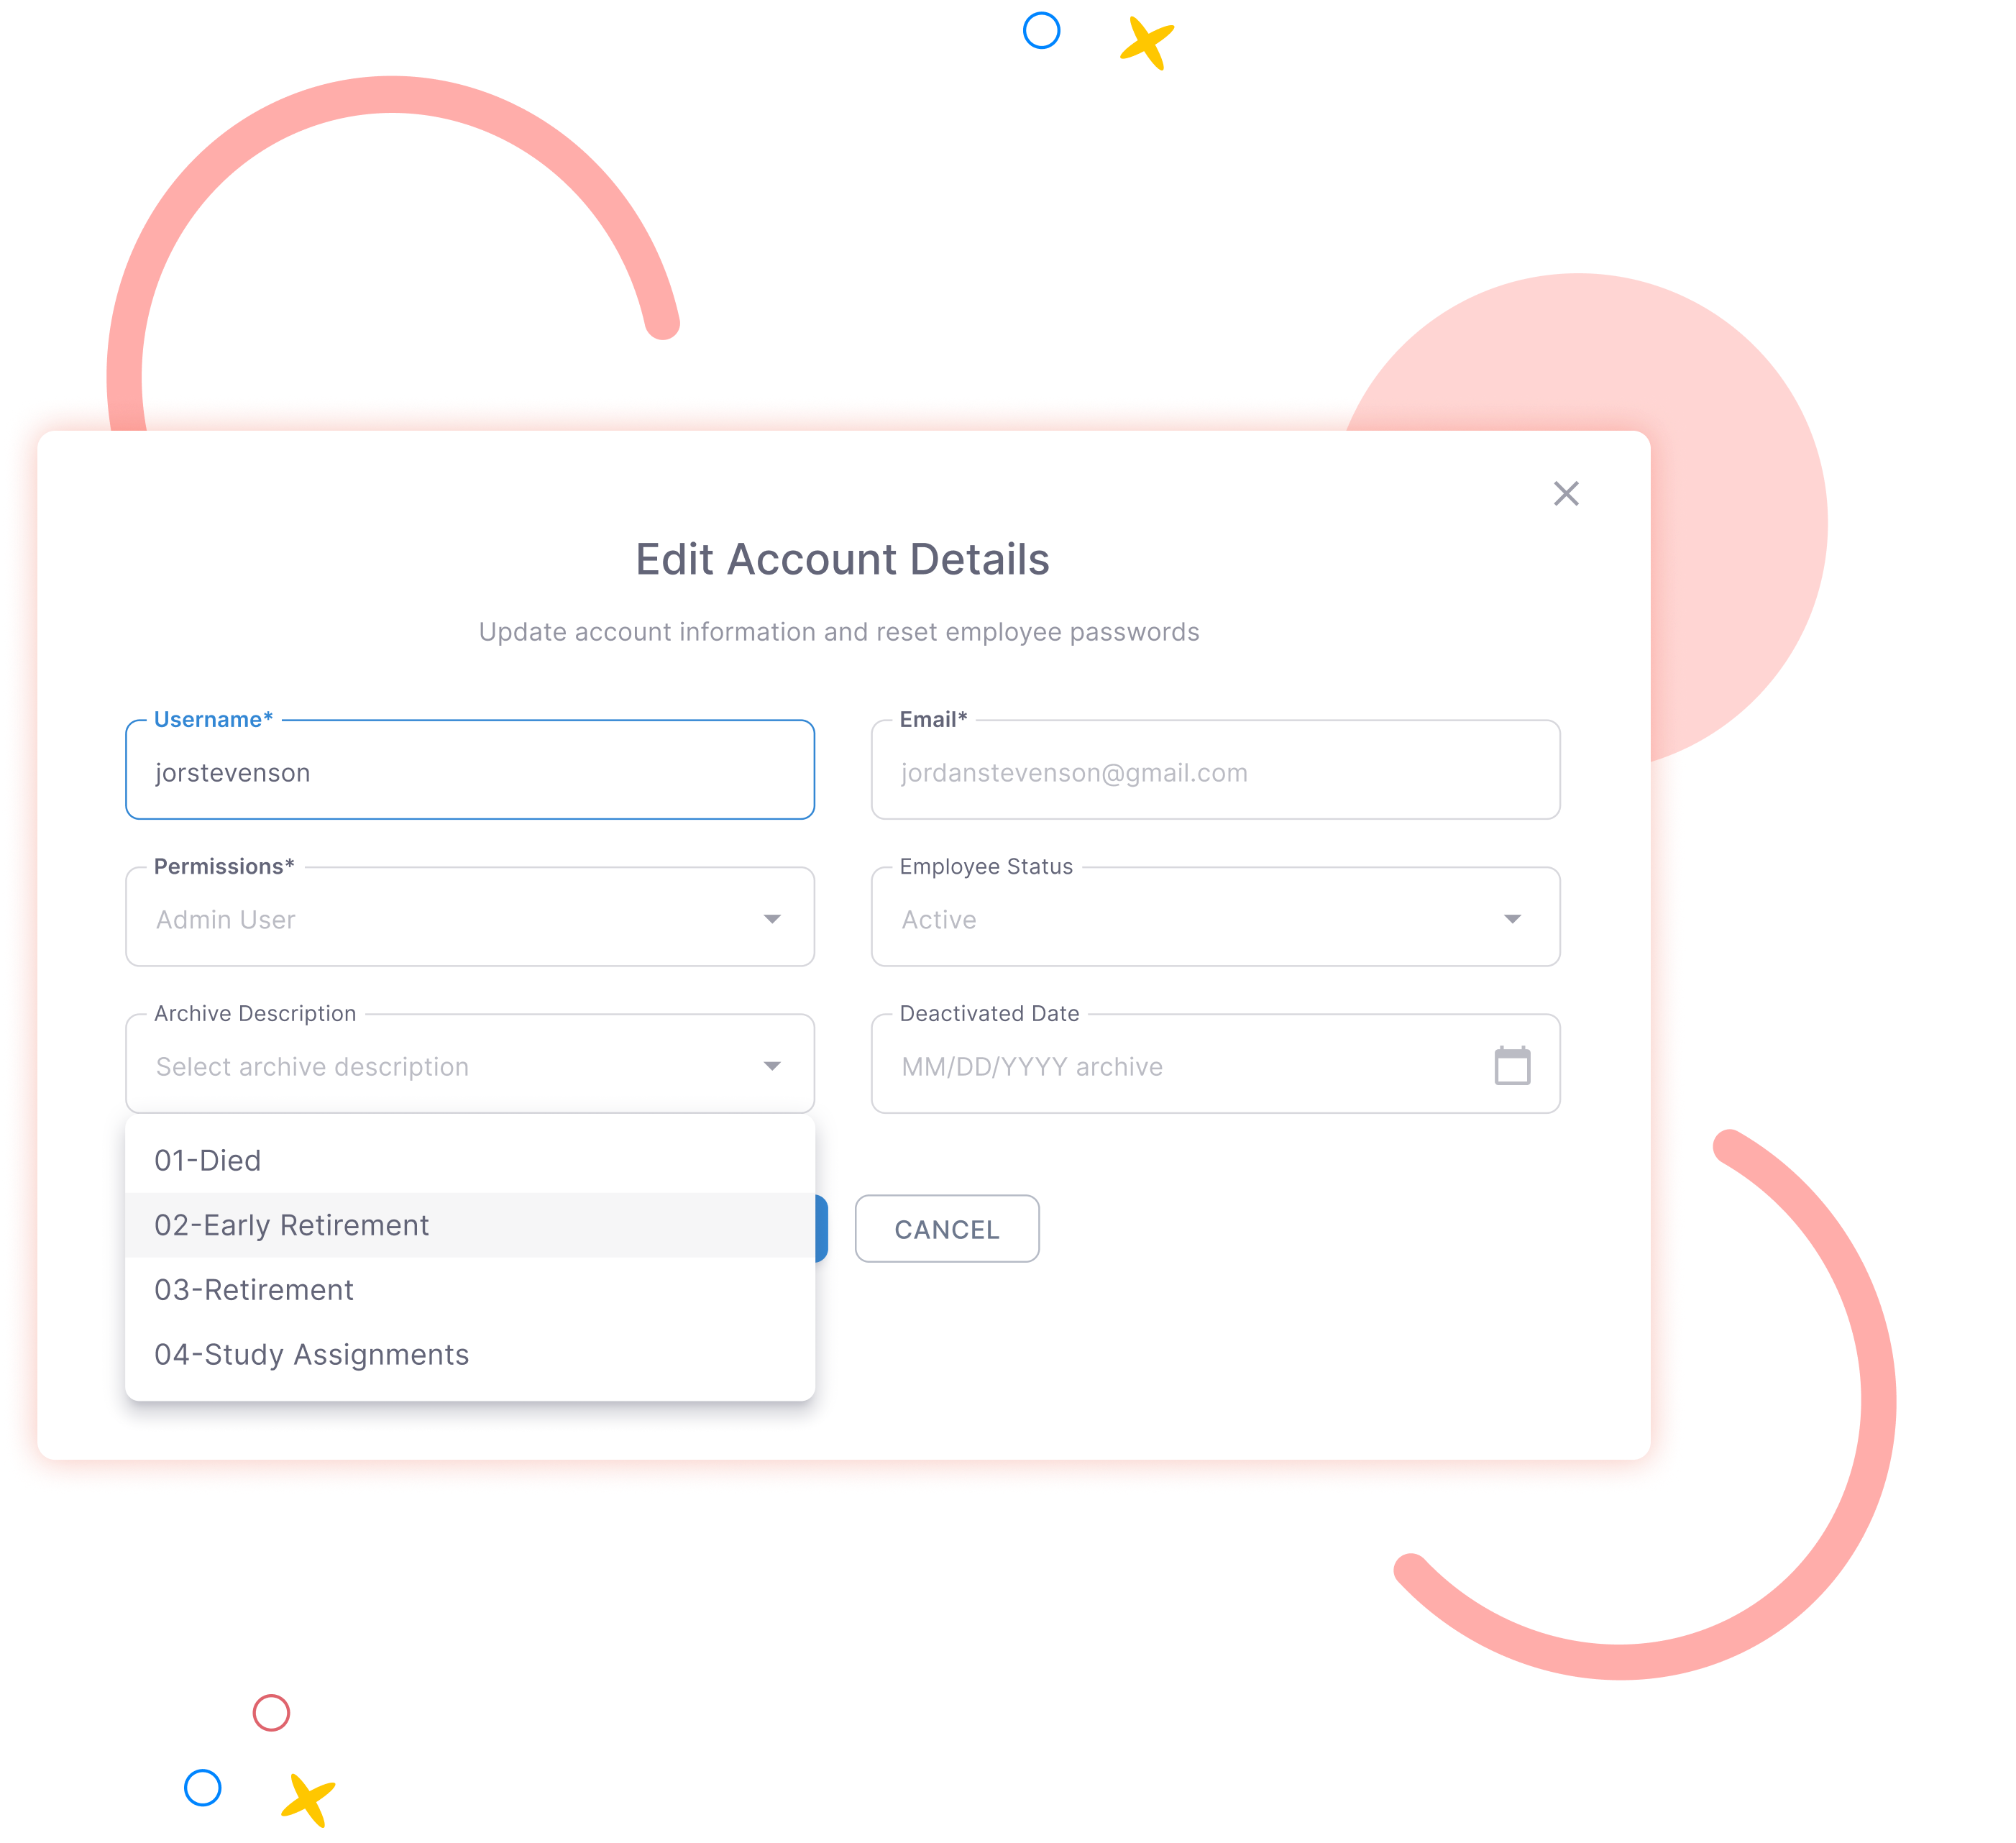 Edit Account Details
Update account information and reset employee passwords
Username*
jorstevenson
Email*
jordanstevenson@gmail.com
Permissions*
Admin User
Employee Status
Active
Archive Description
Select archive description
Deactivated Date
MM/DD/YYYY archive
01-Died
02-Early Retirement
03-Retirement
04-Study Assignments
CANCEL